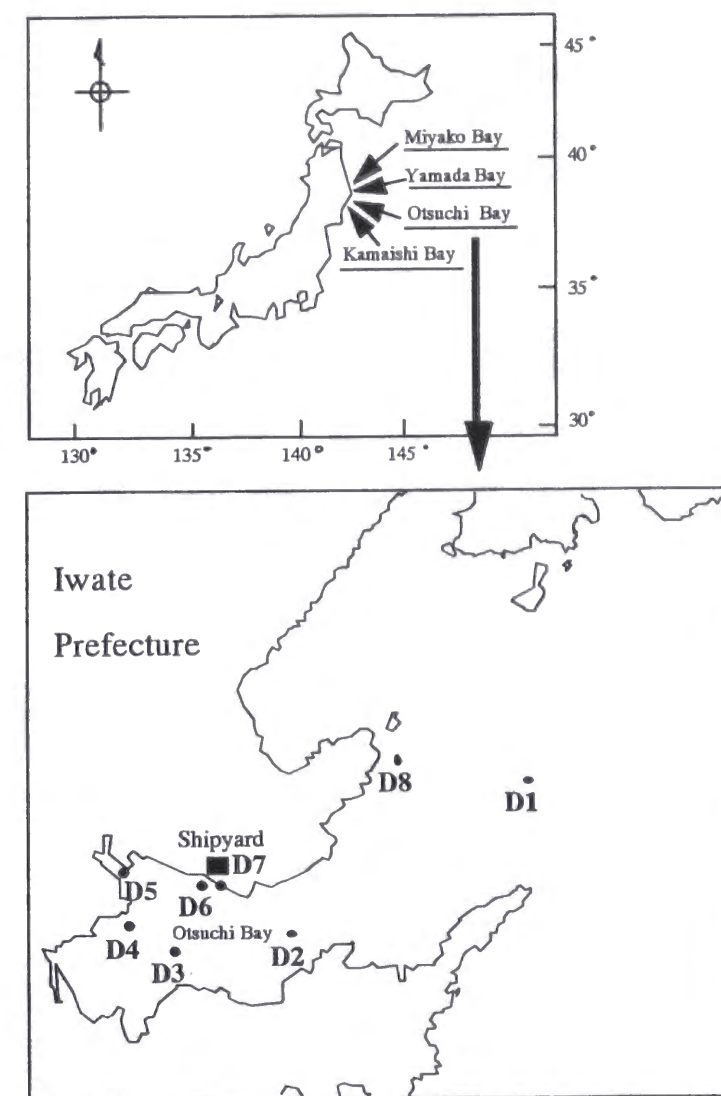 45°
Miyako Bay
40°
Yamada Bay
Otsuchi Bay
Kamaishi Bay
35°
30°
130°
135°
140°
145°
Iwate
Prefecture
D8
D1
Shipyard
D7
D5
D6
D4
Otsuchi Bay
D2
D3